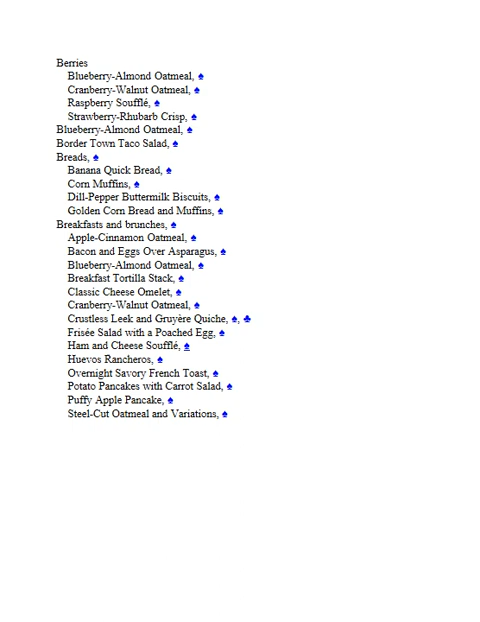 Berries
Blueberry-Almond Oatmeal, ♠
Cranberry-Walnut Oatmeal, ♠
Raspberry Soufflé, ♠
Strawberry-Rhubarb Crisp, ♠
Blueberry-Almond Oatmeal, ♠
Border Town Taco Salad, ♠
Breads, ♠
Banana Quick Bread, ♠
Corn Muffins, ♠
Dill-Pepper Buttermilk Biscuits, ♠
Golden Corn Bread and Muffins, ♠
Breakfasts and brunches, ♠
Apple-Cinnamon Oatmeal, ♠
Bacon and Eggs Over Asparagus, ♠
Blueberry-Almond Oatmeal, ♠
Breakfast Tortilla Stack, ♠
Classic Cheese Omelet, ♠
Cranberry-Walnut Oatmeal, ♠
Crustless Leek and Gruyère Quiche, ♠, ♣
Frisée Salad with a Poached Egg, ♠
Ham and Cheese Soufflé, ♠
Huevos Rancheros, ♠
Overnight Savory French Toast, ♠
Potato Pancakes with Carrot Salad, ♠
Puffy Apple Pancake, ♠
Steel-Cut Oatmeal and Variations, ♠